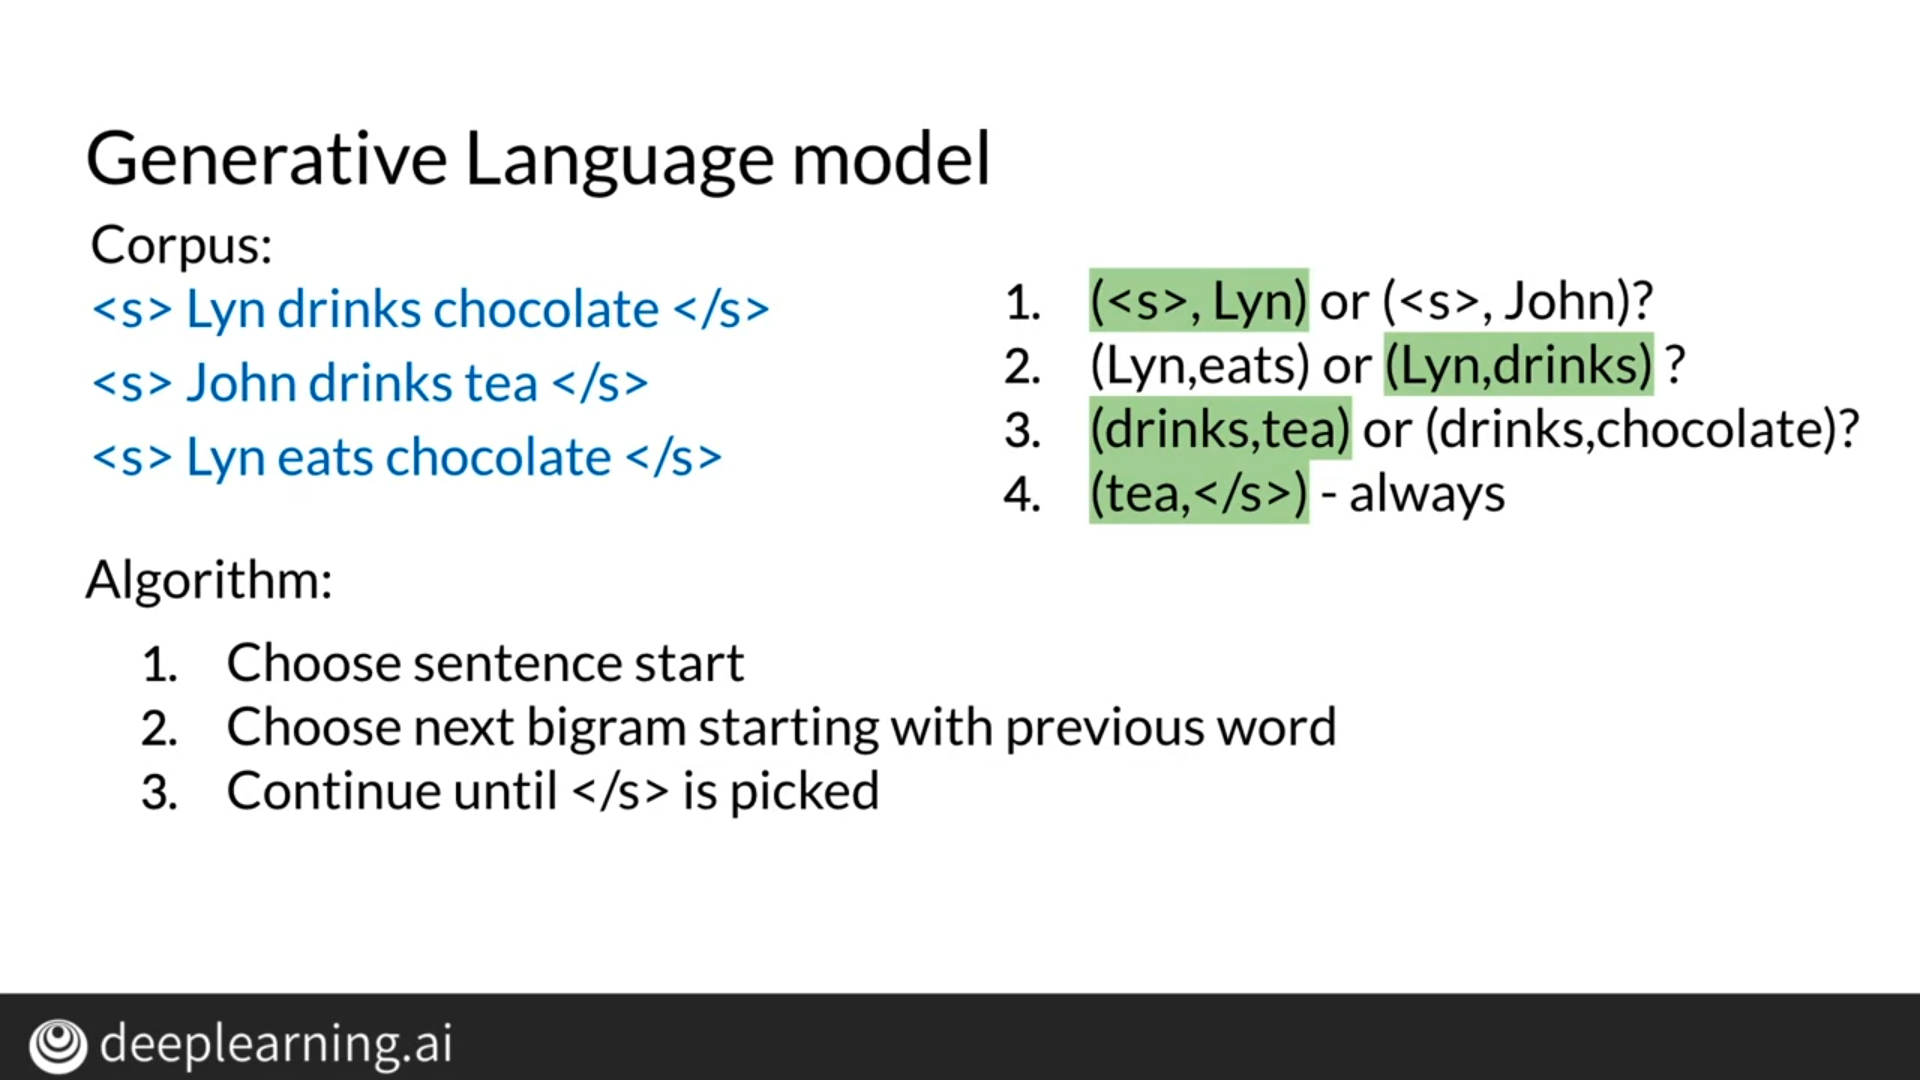 Generative Language model
Corpus:
<s> Lyn drinks chocolate </s>
<s> John drinks tea </s>
<s> Lyn eats chocolate </s>
1. (<s>, Lyn) or (<s>, John)?
2. (Lyn,eats) or (Lyn,drinks) ?
3. (drinks,tea) or (drinks,chocolate)?
4. (tea,</s>) - always
Algorithm:
1. Choose sentence start
2. Choose next bigram starting with previous word
3. Continue until </s> is picked
deeplearning.ai